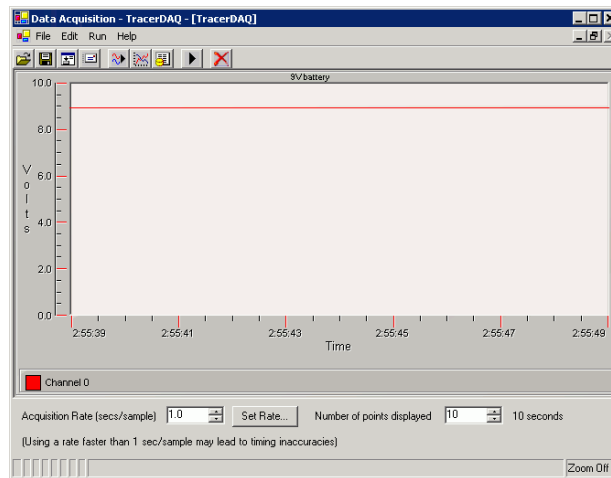 Data Acquisition - TracerDAQ - [TracerDAQ]
File Edit Run Help
9Vbattery
10.0
8.0
6.0
4.0
2.0
0.0
Volts
2:55:39 2:55:41 2:55:43 2:55:45 2:55:47 2:55:49
Time
Channel 0
Acquisition Rate (secs/sample) 1.0 Set Rate... Number of points displayed 10 10 seconds
(Using a rate faster than 1 sec/sample may lead to timing inaccuracies)
Zoom Off